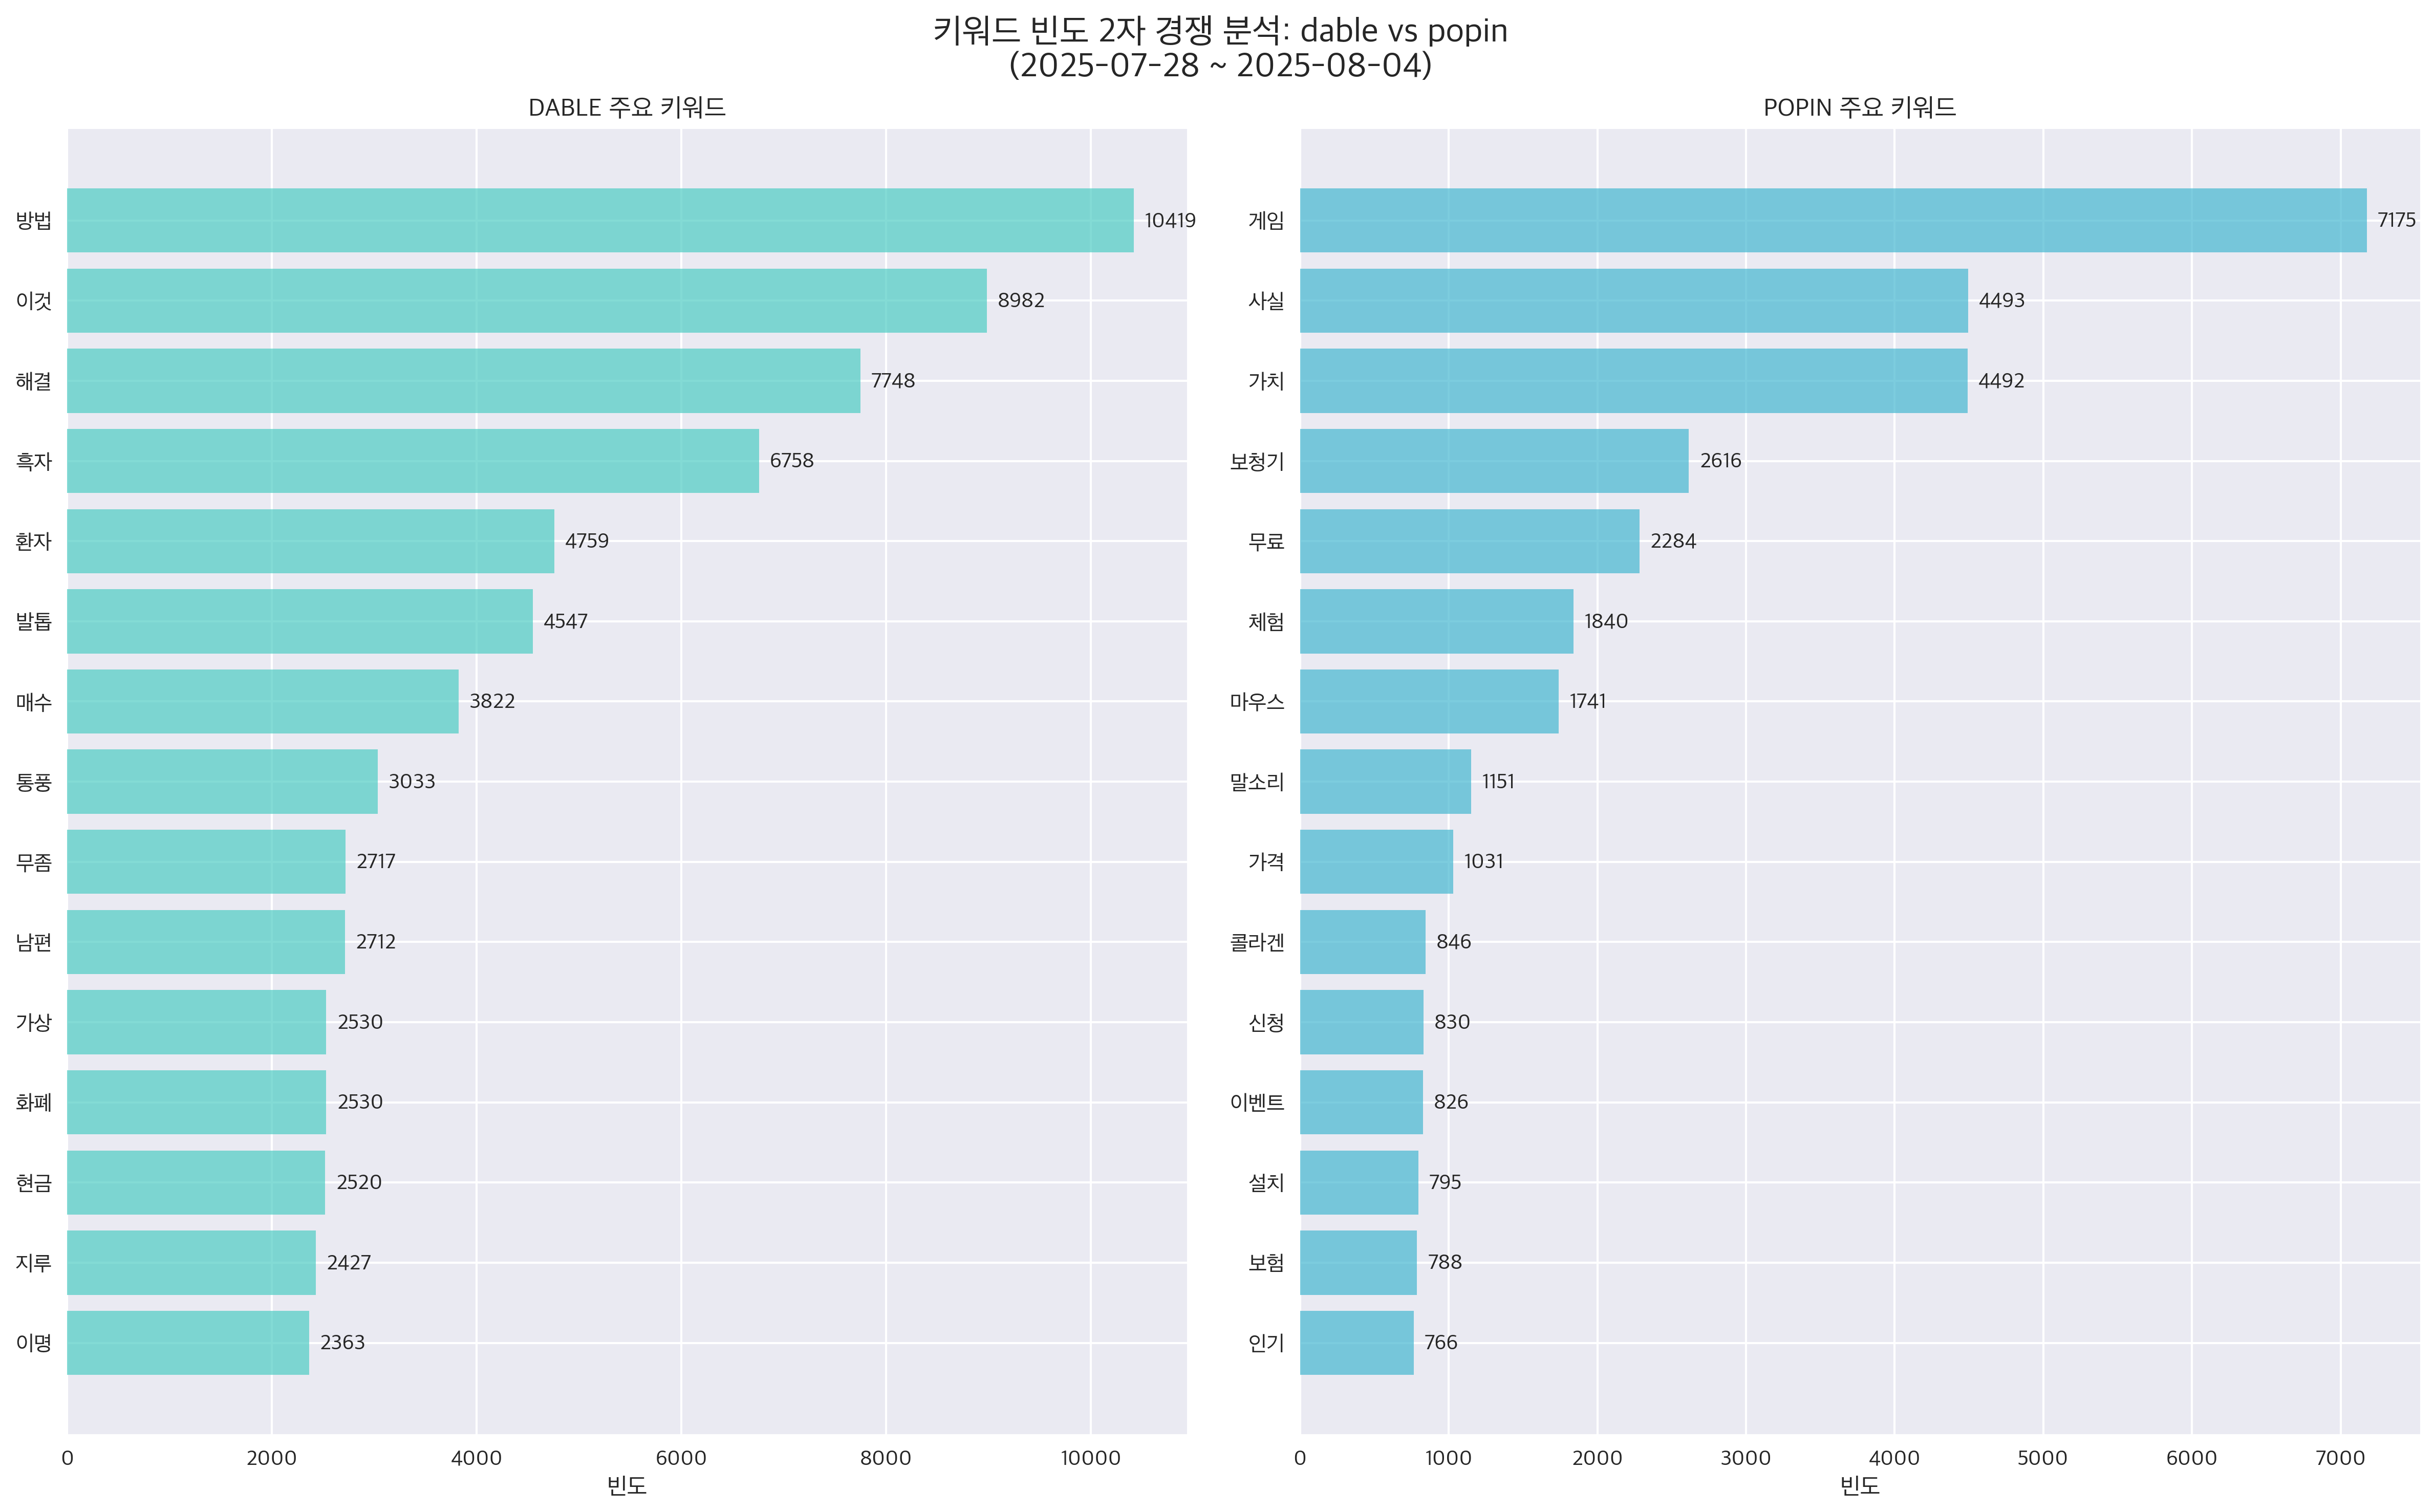 키워드 빈도 2자 경쟁 분석: dable vs popin
(2025-07-28 ~ 2025-08-04)
DABLE 주요 키워드
방법 10419
이것 8982
해결 7748
흑자 6758
환자 4759
발톱 4547
매수 3822
통풍 3033
무좀 2717
남편 2712
가상 2530
화폐 2530
현금 2520
지루 2427
이명 2363
0 2000 4000 6000 8000 10000
빈도
POPIN 주요 키워드
게임 7175
사실 4493
가치 4492
보청기 2616
무료 2284
체험 1840
마우스 1741
말소리 1151
가격 1031
콜라겐 846
신청 830
이벤트 826
설치 795
보험 788
인기 766
0 1000 2000 3000 4000 5000 6000 7000
빈도